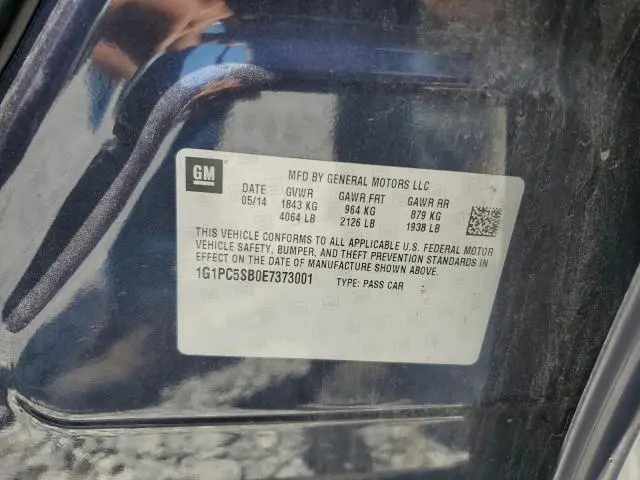 GM
MFD BY GENERAL MOTORS LLC
DATE GVWR GAWR FRT GAWR RR
05/14 1843 KG 964 KG 879 KG
4064 LB 2126 LB 1938 LB
THIS VEHICLE CONFORMS TO ALL APPLICABLE U.S. FEDERAL MOTOR
VEHICLE SAFETY, BUMPER, AND THEFT PREVENTION STANDARDS IN
EFFECT ON THE DATE OF MANUFACTURE SHOWN ABOVE.
1G1PC5SB0E7373001 TYPE: PASS CAR